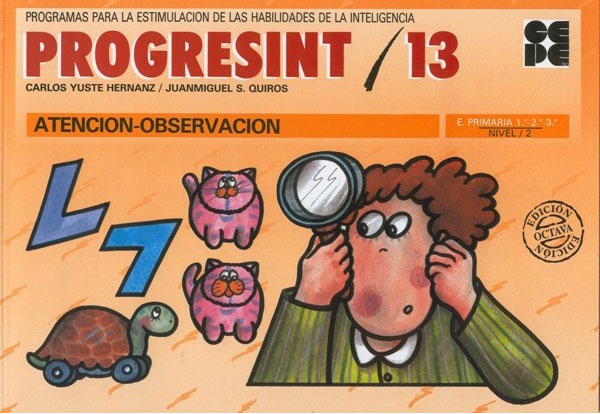 PROGRAMAS PARA LA ESTIMULACION DE LAS HABILIDADES DE LA INTELIGENCIA
PROGRESINT / 13
CEPE
CARLOS YUSTE HERNANZ / JUANMIGUEL S. QUIROS
ATENCION-OBSERVACION
E. PRIMARIA 1.º-2.º-3.º
NIVEL / 2
EDICIÓN
OCTAVA
EDICIÓN